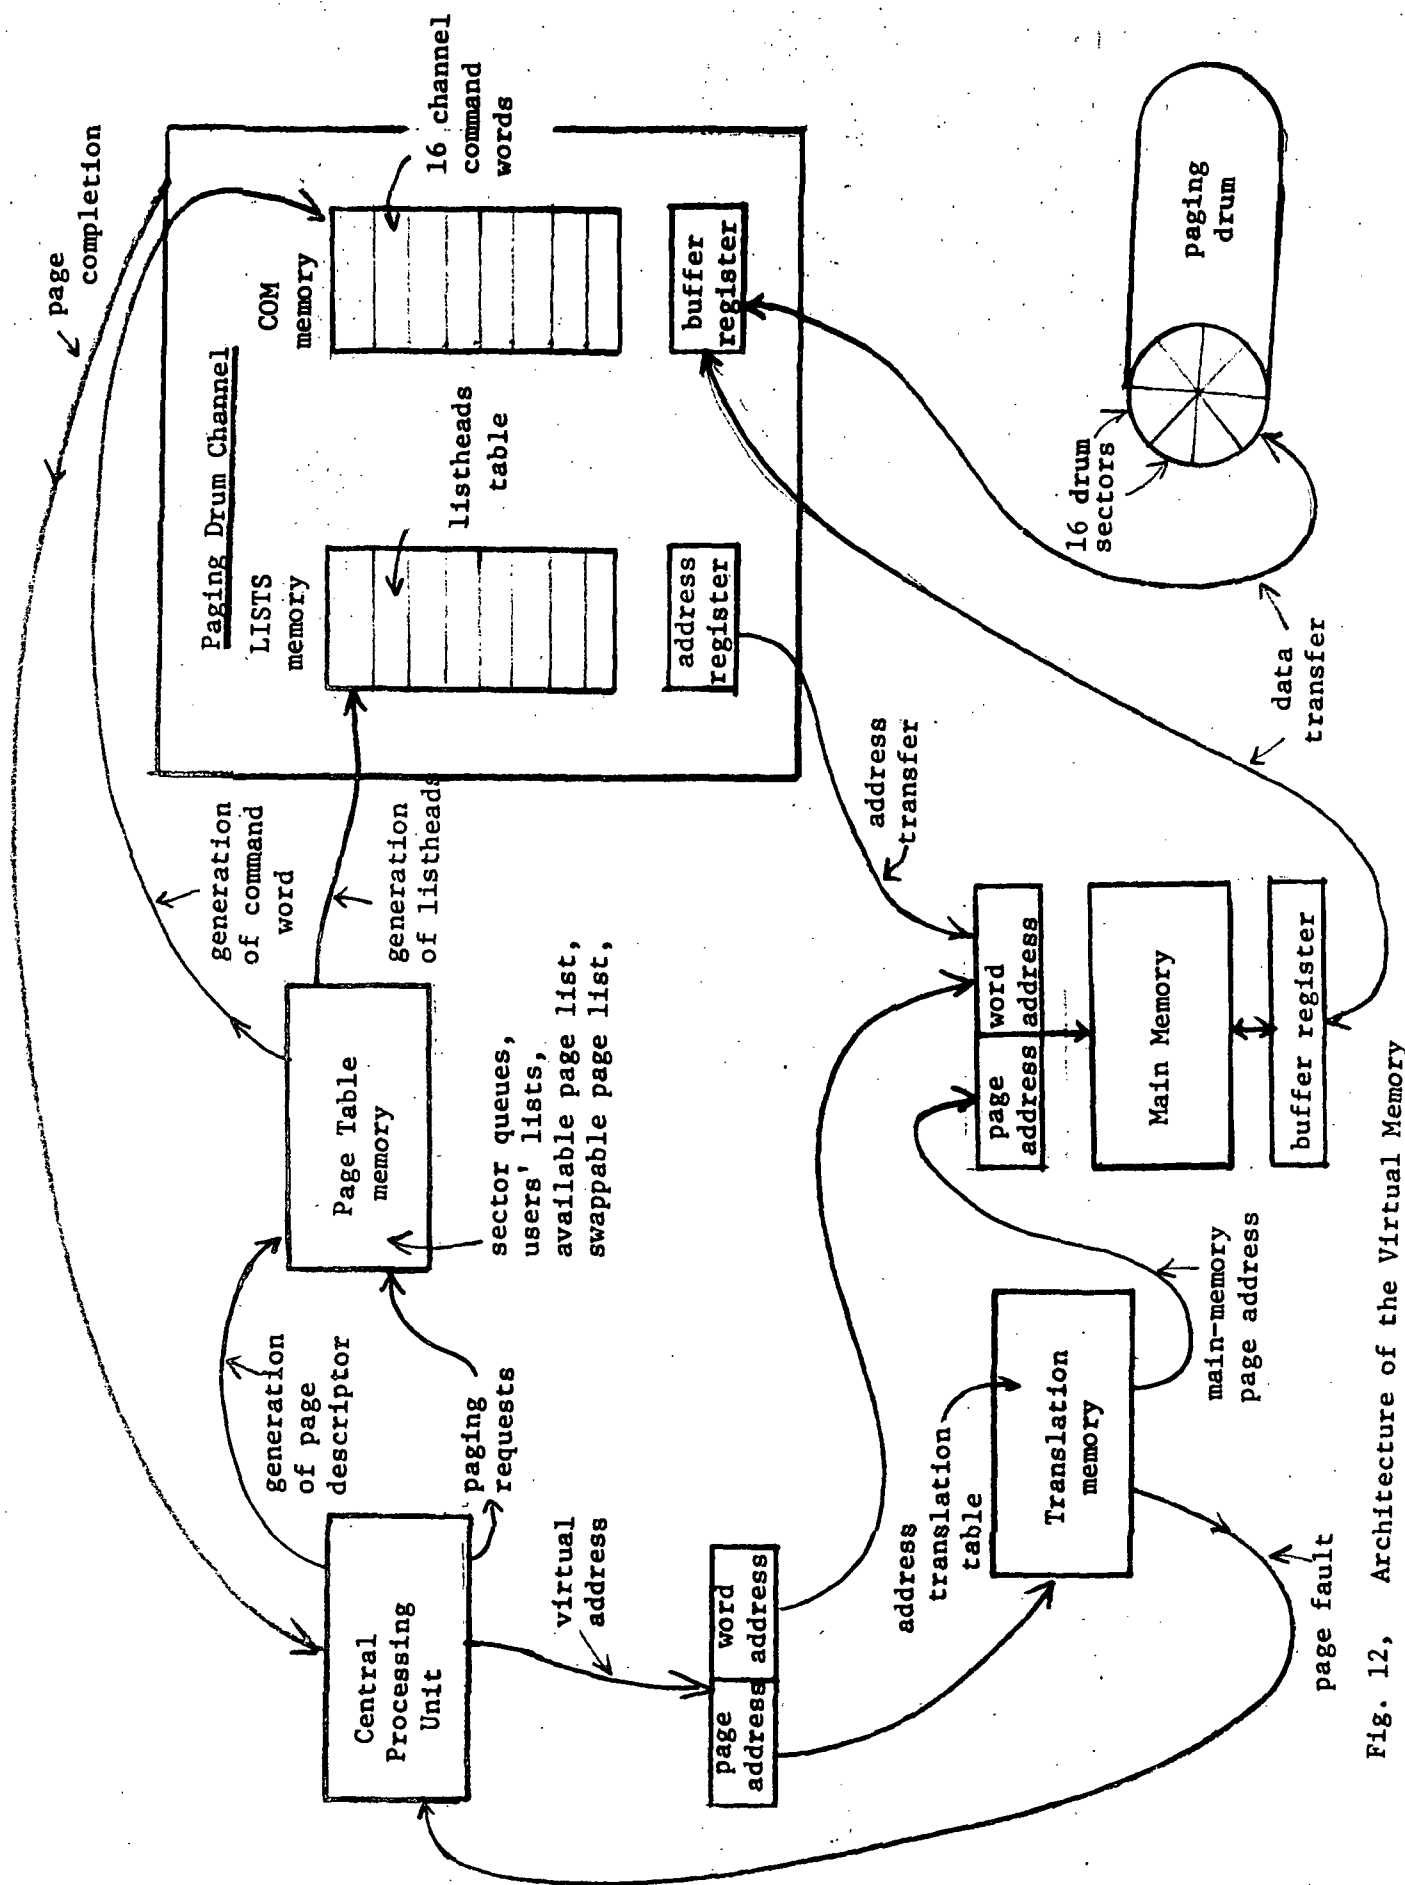 page
completion
Paging Drum Channel
LISTS
memory
COM
memory
16 channel
command
words
listheads
table
address
register
buffer
register
generation
of command
word
generation
of listheads
Page Table
memory
sector queues,
users' lists,
available page list,
swappable page list,
generation
of page
descriptor
paging
requests
Central
Processing
Unit
virtual
address
page
address
word
address
address
translation
table
Translation
memory
main-memory
page address
page fault
address
transfer
page
address
word
address
Main Memory
buffer register
data
transfer
16 drum
sectors
paging
drum
Fig. 12, Architecture of the Virtual Memory